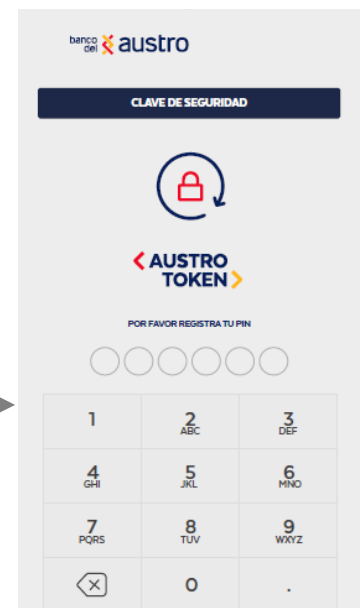 banco del austro
CLAVE DE SEGURIDAD
AUSTRO
TOKEN
POR FAVOR REGISTRA TU PIN
1 2 3
ABC DEF
4 5 6
GHI JKL MNO
7 8 9
PQRS TUV WXYZ
0 .